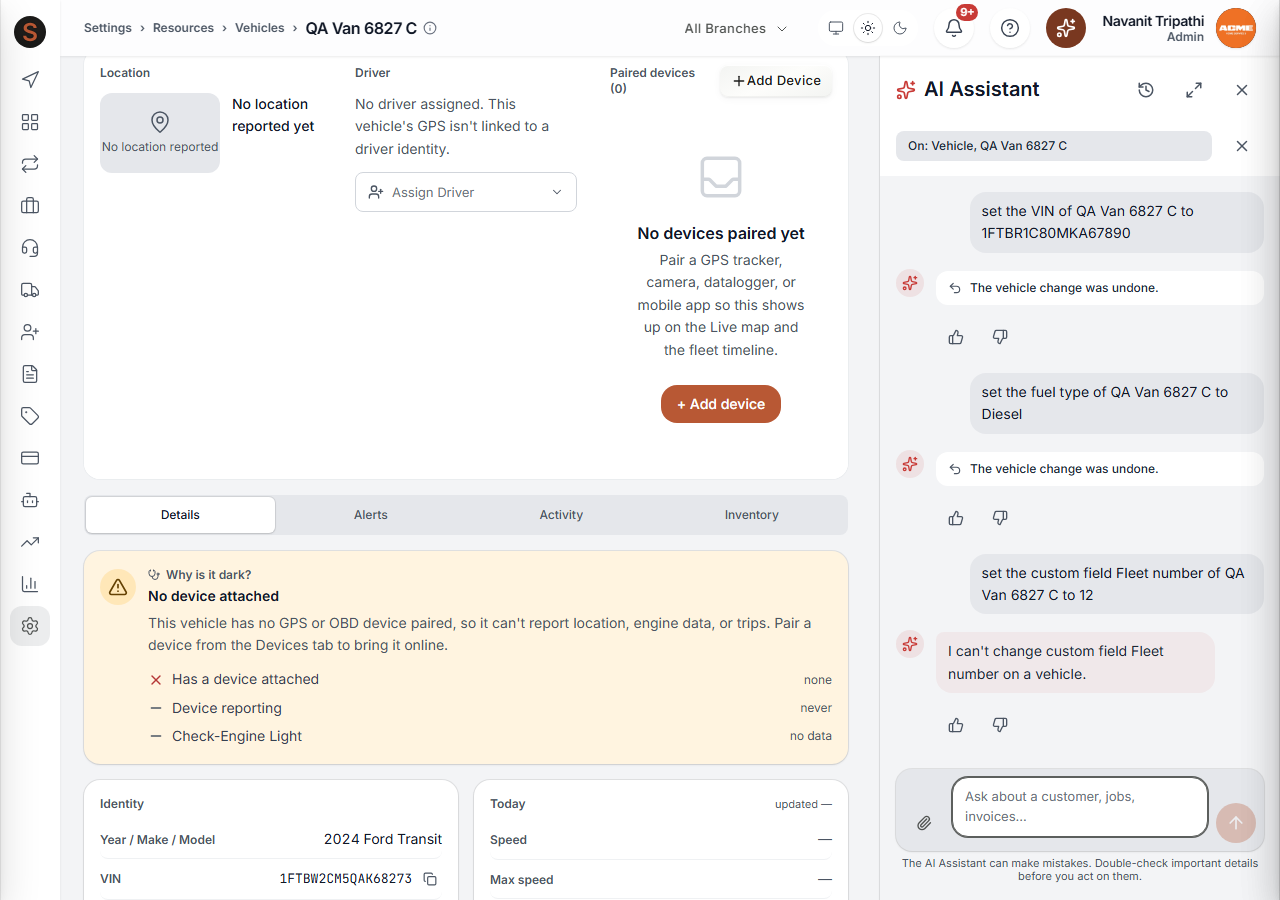 S
Settings › Resources › Vehicles › QA Van 6827 C
All Branches
9+
Navanit Tripathi
Admin
ACME
Location
No location reported
No location
reported yet
Driver
No driver assigned. This
vehicle's GPS isn't linked to a
driver identity.
Assign Driver
Paired devices
(0)
+Add Device
No devices paired yet
Pair a GPS tracker,
camera, datalogger, or
mobile app so this shows
up on the Live map and
the fleet timeline.
+ Add device
Details
Alerts
Activity
Inventory
Why is it dark?
No device attached
This vehicle has no GPS or OBD device paired, so it can't report location, engine data, or trips. Pair a
device from the Devices tab to bring it online.
Has a device attached none
Device reporting never
Check-Engine Light no data
Identity
Year / Make / Model 2024 Ford Transit
VIN 1FTBW2CM5QAK68273
Today updated —
Speed —
Max speed —
AI Assistant
On: Vehicle, QA Van 6827 C
set the VIN of QA Van 6827 C to
1FTBR1C80MKA67890
The vehicle change was undone.
set the fuel type of QA Van 6827 C to
Diesel
The vehicle change was undone.
set the custom field Fleet number of QA
Van 6827 C to 12
I can't change custom field Fleet
number on a vehicle.
Ask about a customer, jobs,
invoices...
The AI Assistant can make mistakes. Double-check important details
before you act on them.